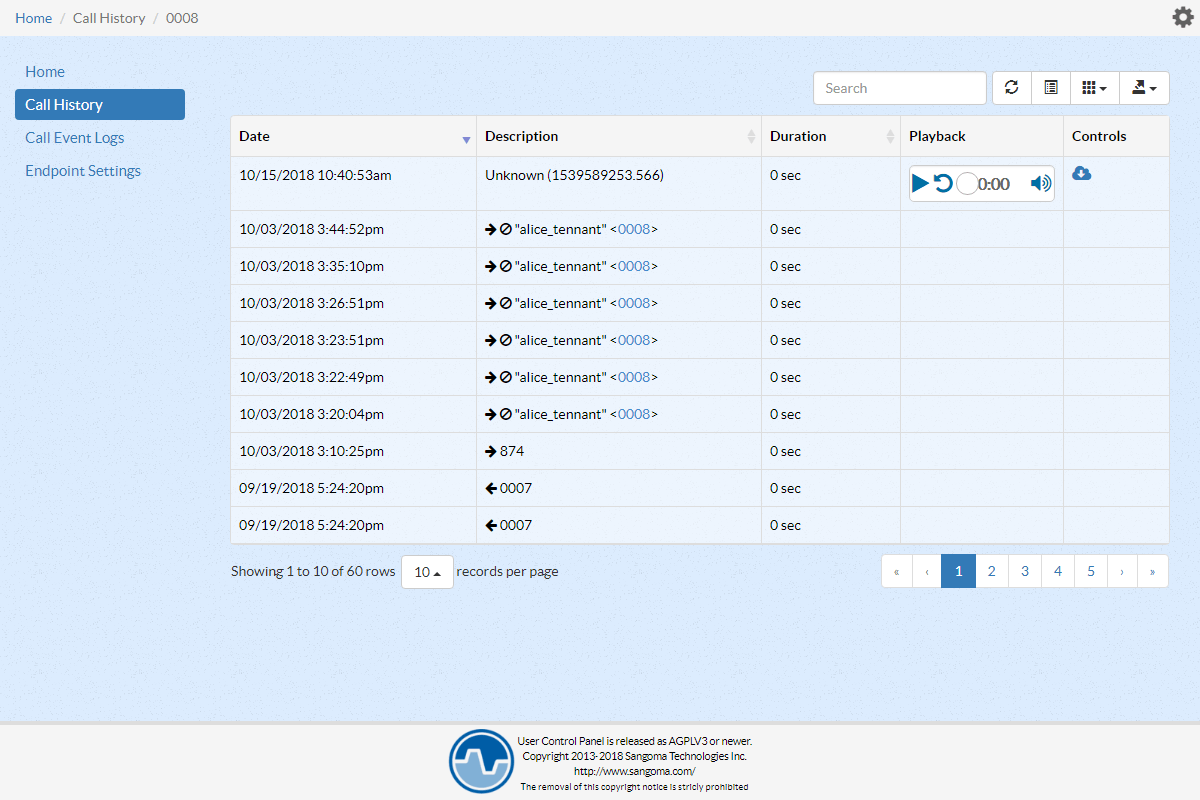 Home / Call History / 0008
Home
Call History
Call Event Logs
Endpoint Settings
Search
Date Description Duration Playback Controls
10/15/2018 10:40:53am Unknown (1539589253.566) 0 sec 0:00
10/03/2018 3:44:52pm "alice_tennant" <0008> 0 sec
10/03/2018 3:35:10pm "alice_tennant" <0008> 0 sec
10/03/2018 3:26:51pm "alice_tennant" <0008> 0 sec
10/03/2018 3:23:51pm "alice_tennant" <0008> 0 sec
10/03/2018 3:22:49pm "alice_tennant" <0008> 0 sec
10/03/2018 3:20:04pm "alice_tennant" <0008> 0 sec
10/03/2018 3:10:25pm 874 0 sec
09/19/2018 5:24:20pm 0007 0 sec
09/19/2018 5:24:20pm 0007 0 sec
Showing 1 to 10 of 60 rows 10 records per page « ‹ 1 2 3 4 5 › »
User Control Panel is released as AGPLV3 or newer.
Copyright 2013-2018 Sangoma Technologies Inc.
http://www.sangoma.com/
The removal of this copyright notice is stricly prohibited